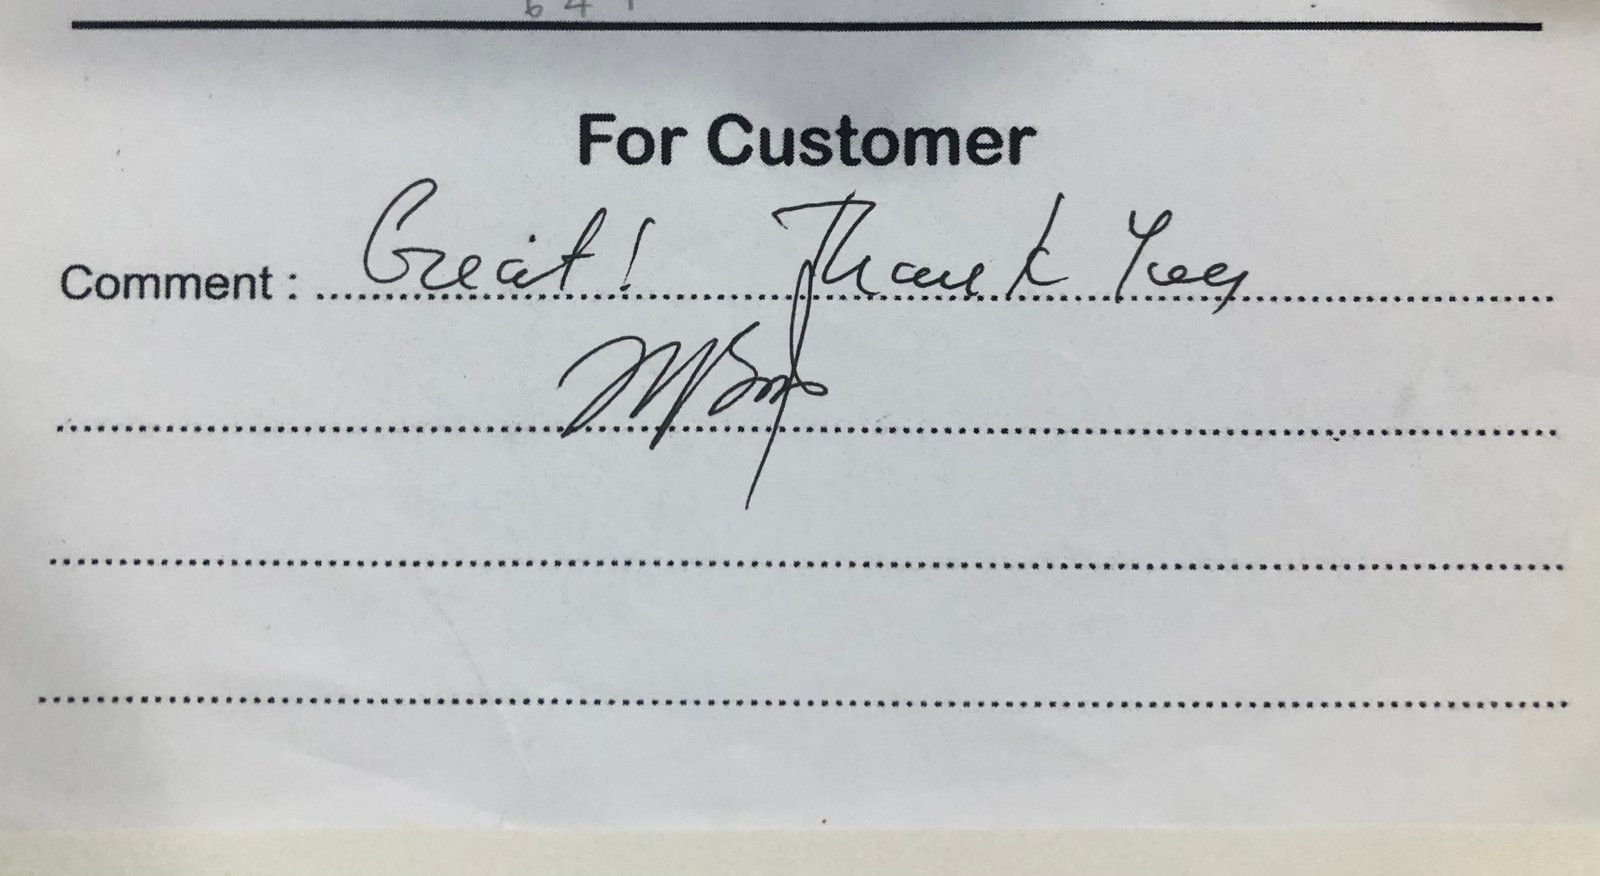 For Customer
Comment : Great! Thank You